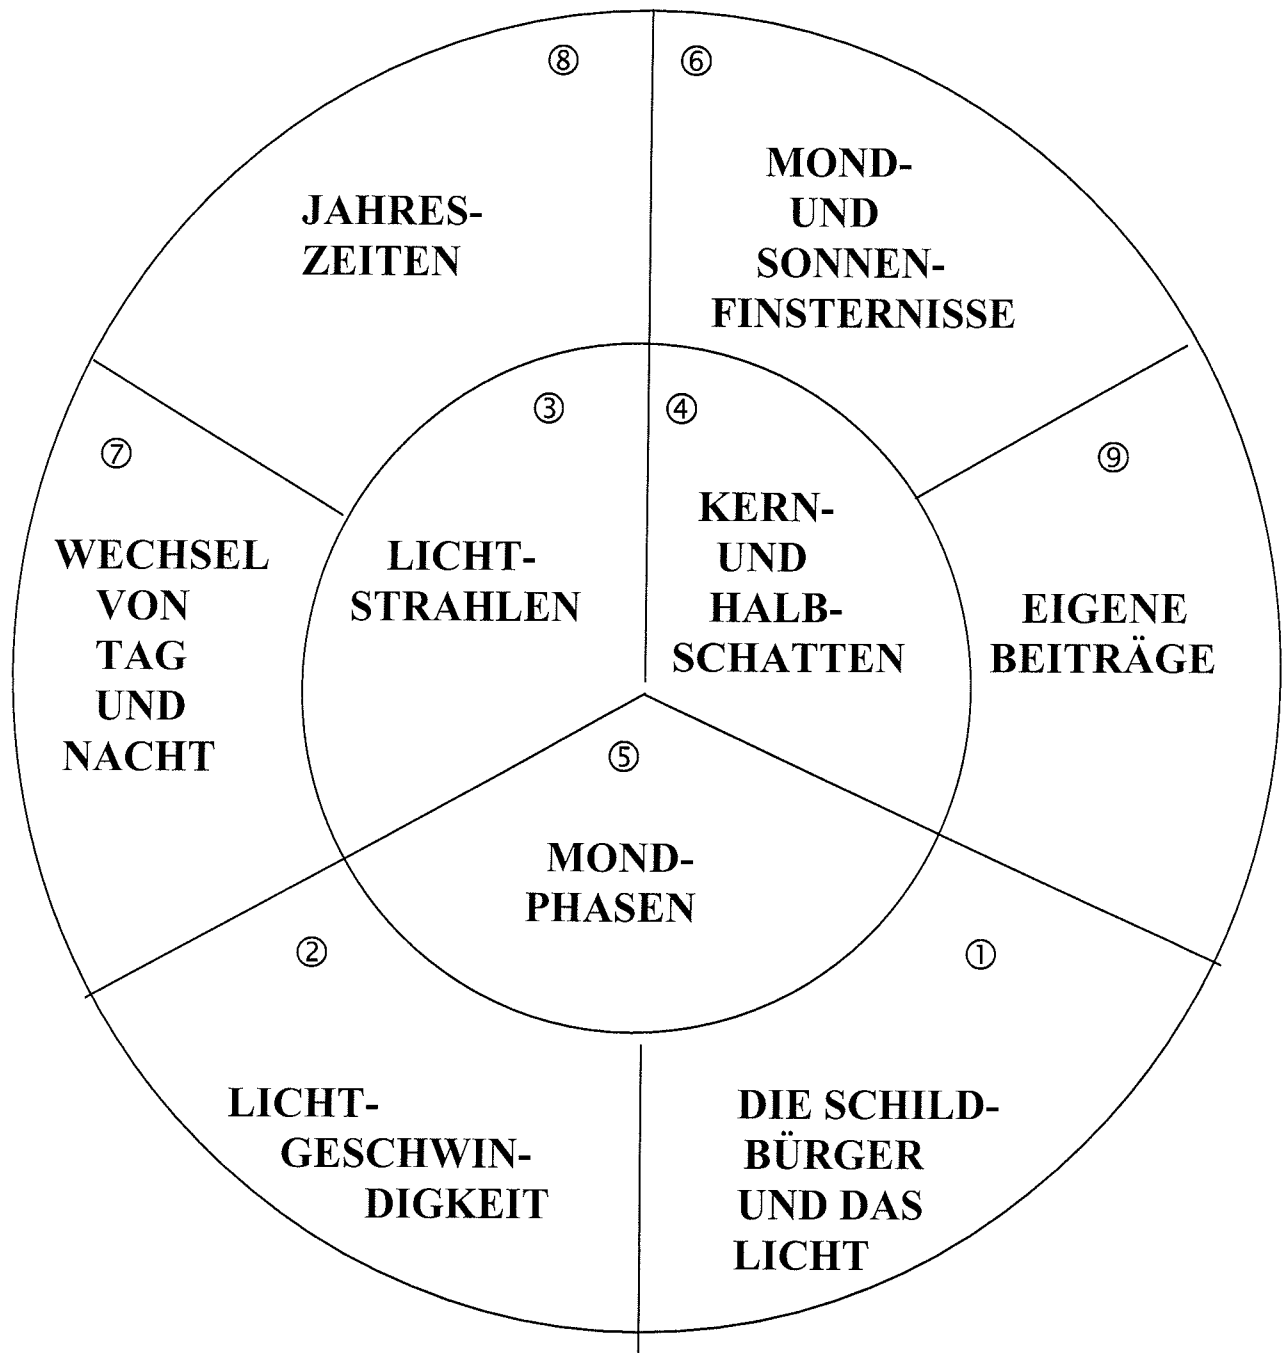 ⑧
JAHRES-
ZEITEN
⑥
MOND-
UND
SONNEN-
FINSTERNISSE
⑦
WECHSEL
VON
TAG
UND
NACHT
③
LICHT-
STRAHLEN
④
KERN-
UND
HALB-
SCHATTEN
⑨
EIGENE
BEITRÄGE
⑤
MOND-
PHASEN
②
LICHT-
GESCHWIN-
DIGKEIT
①
DIE SCHILD-
BÜRGER
UND DAS
LICHT